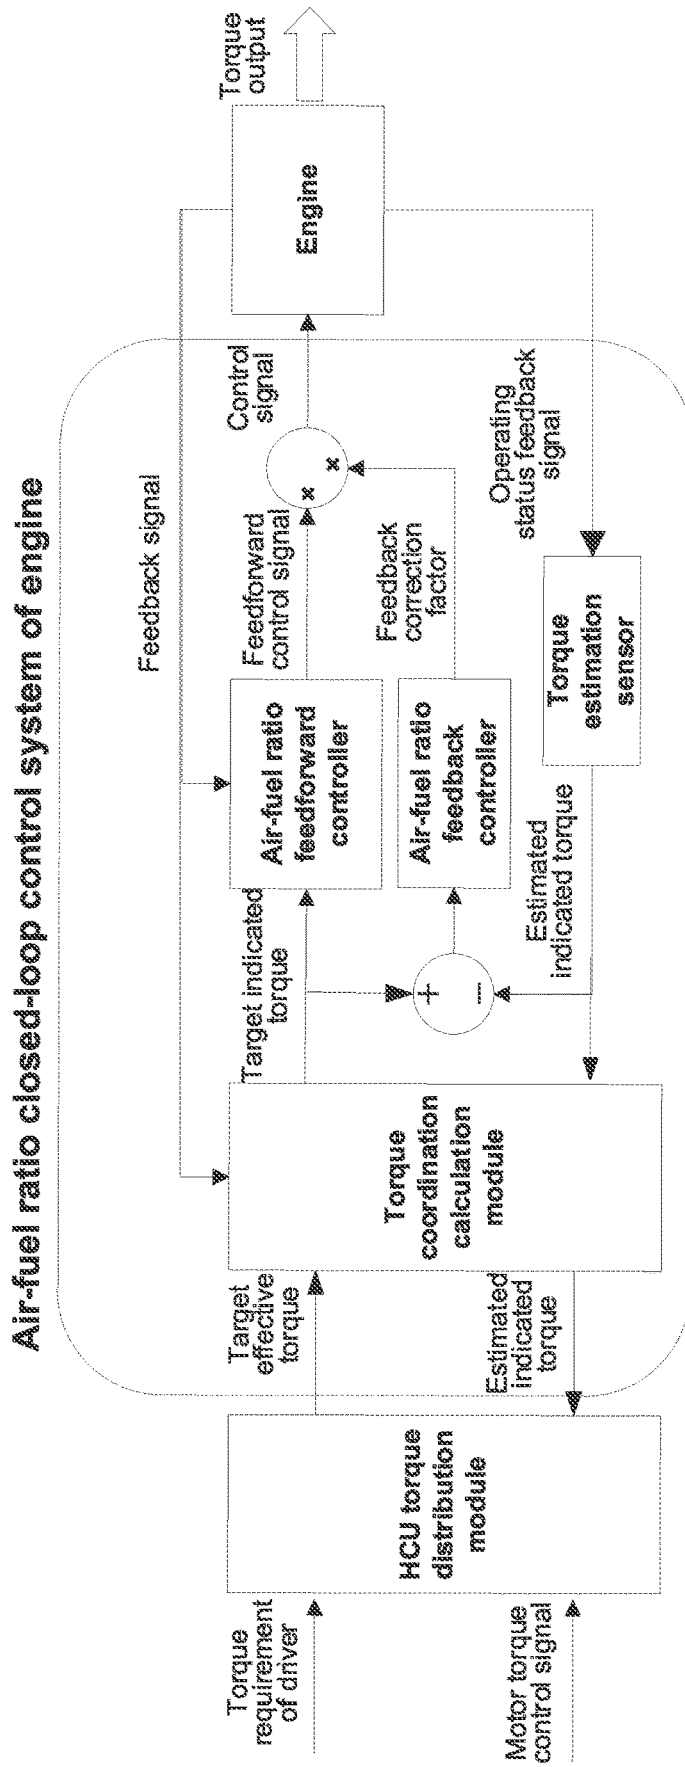 Air-fuel ratio closed-loop control system of engine
Torque
requirement
of driver
Motor torque
control signal
HCU torque
distribution
module
Target
effective
torque
Estimated
indicated
torque
Torque
coordination
calculation
module
Feedback signal
Target indicated
torque
+
−
Estimated
indicated torque
Air-fuel ratio
feedforward
controller
Air-fuel ratio
feedback
controller
Torque
estimation
sensor
Feedforward
control signal
Feedback
correction
factor
Operating
status feedback
signal
×
×
Control
signal
Engine
Torque
output